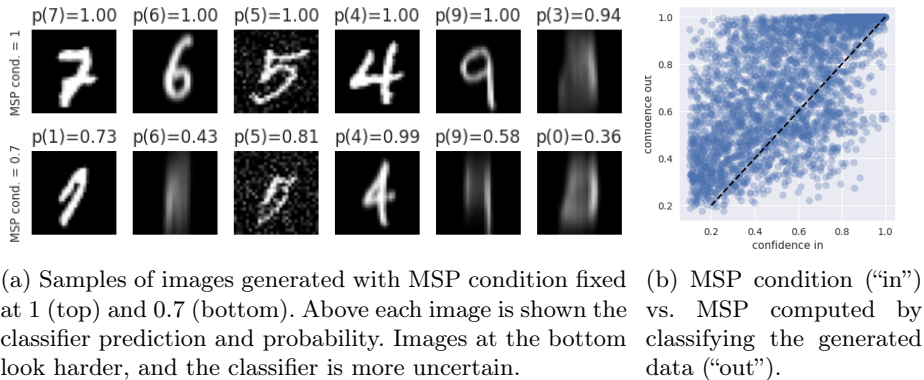 p(7)=1.00 p(6)=1.00 p(5)=1.00 p(4)=1.00 p(9)=1.00 p(3)=0.94
MSP cond. = 1
p(1)=0.73 p(6)=0.43 p(5)=0.81 p(4)=0.99 p(9)=0.58 p(0)=0.36
MSP cond. = 0.7
7 6 5 4 9
4
(a) Samples of images generated with MSP condition fixed
at 1 (top) and 0.7 (bottom). Above each image is shown the
classifier prediction and probability. Images at the bottom
look harder, and the classifier is more uncertain.
1.0
0.8
0.6
0.4
0.2
confidence out
0.2 0.4 0.6 0.8 1.0
confidence in
(b) MSP condition (“in”)
vs. MSP computed by
classifying the generated
data (“out”).